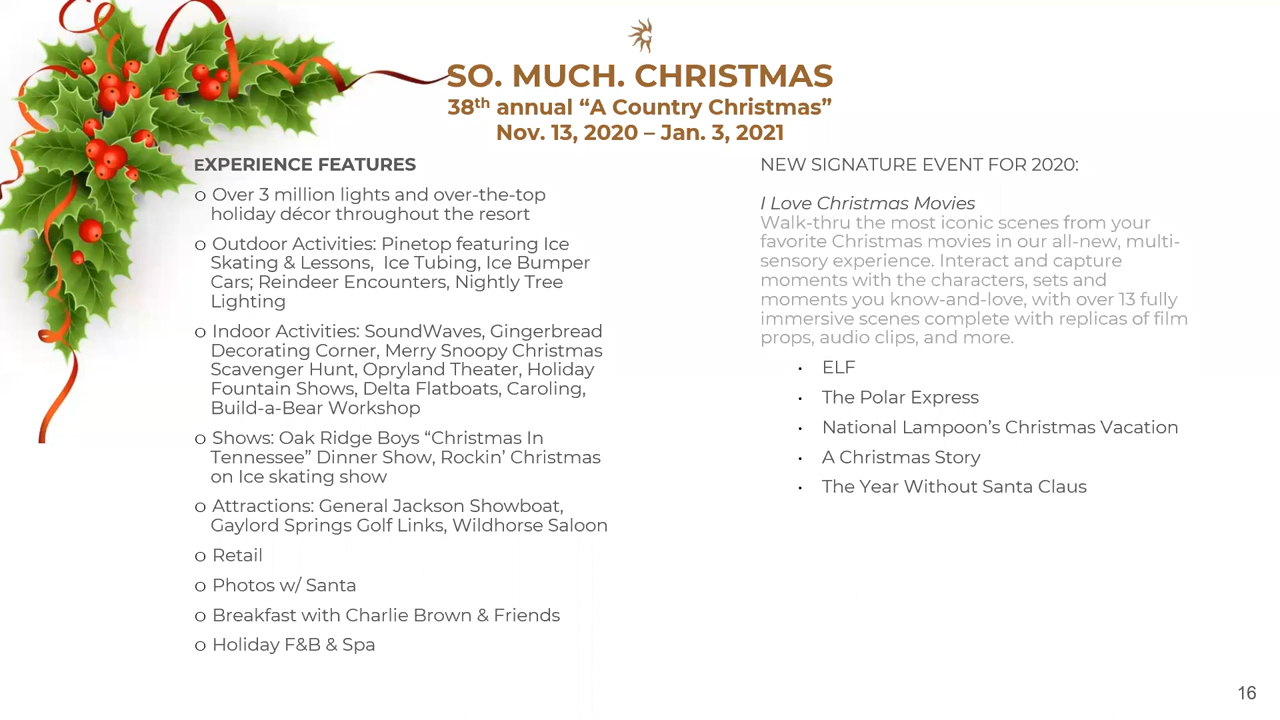 SO. MUCH. CHRISTMAS
38th annual “A Country Christmas”
Nov. 13, 2020 – Jan. 3, 2021
EXPERIENCE FEATURES
o Over 3 million lights and over-the-top
holiday décor throughout the resort
o Outdoor Activities: Pinetop featuring Ice
Skating & Lessons,  Ice Tubing, Ice Bumper
Cars; Reindeer Encounters, Nightly Tree
Lighting
o Indoor Activities: SoundWaves, Gingerbread
Decorating Corner, Merry Snoopy Christmas
Scavenger Hunt, Opryland Theater, Holiday
Fountain Shows, Delta Flatboats, Caroling,
Build-a-Bear Workshop
o Shows: Oak Ridge Boys “Christmas In
Tennessee” Dinner Show, Rockin’ Christmas
on Ice skating show
o Attractions: General Jackson Showboat,
Gaylord Springs Golf Links, Wildhorse Saloon
o Retail
o Photos w/ Santa
o Breakfast with Charlie Brown & Friends
o Holiday F&B & Spa
NEW SIGNATURE EVENT FOR 2020:
I Love Christmas Movies
Walk-thru the most iconic scenes from your
favorite Christmas movies in our all-new, multi-
sensory experience. Interact and capture
moments with the characters, sets and
moments you know-and-love, with over 13 fully
immersive scenes complete with replicas of film
props, audio clips, and more.
• ELF
• The Polar Express
• National Lampoon’s Christmas Vacation
• A Christmas Story
• The Year Without Santa Claus
16